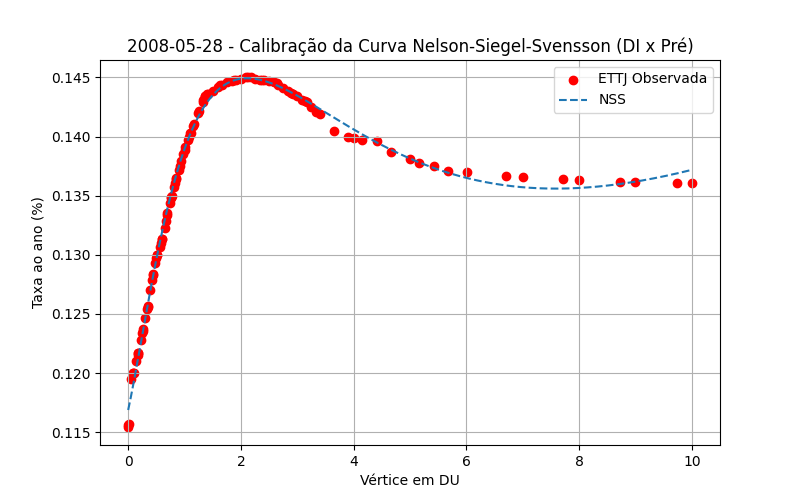 2008-05-28 - Calibração da Curva Nelson-Siegel-Svensson (DI x Pré)
ETTJ Observada
NSS
Taxa ao ano (%)
0.145
0.140
0.135
0.130
0.125
0.120
0.115
0 2 4 6 8 10
Vértice em DU